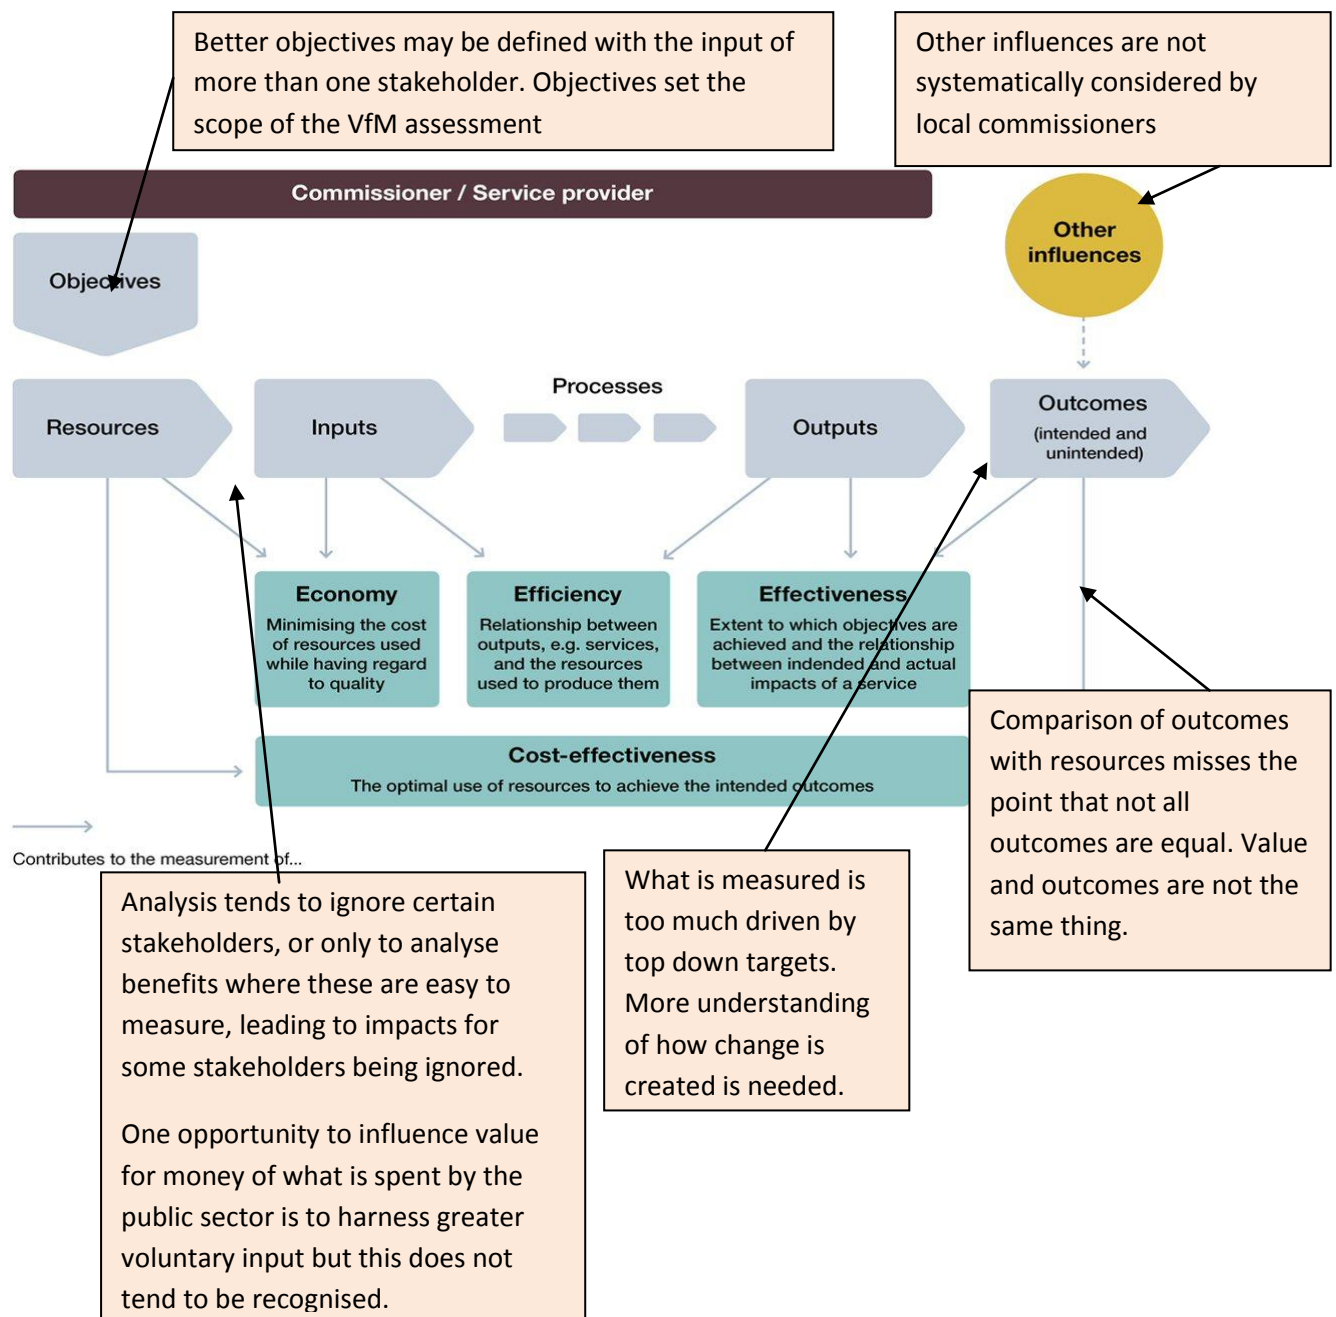 Better objectives may be defined with the input of
more than one stakeholder. Objectives set the
scope of the VfM assessment
Other influences are not
systematically considered by
local commissioners
Commissioner / Service provider
Other
influences
Objectives
Resources
Inputs
Processes
Outputs
Outcomes
(intended and
unintended)
Economy
Minimising the cost
of resources used
while having regard
to quality
Efficiency
Relationship between
outputs, e.g. services,
and the resources
used to produce them
Effectiveness
Extent to which objectives are
achieved and the relationship
between indended and actual
impacts of a service
Cost-effectiveness
The optimal use of resources to achieve the intended outcomes
Contributes to the measurement of...
Analysis tends to ignore certain
stakeholders, or only to analyse
benefits where these are easy to
measure, leading to impacts for
some stakeholders being ignored.
One opportunity to influence value
for money of what is spent by the
public sector is to harness greater
voluntary input but this does not
tend to be recognised.
What is measured is
too much driven by
top down targets.
More understanding
of how change is
created is needed.
Comparison of outcomes
with resources misses the
point that not all
outcomes are equal. Value
and outcomes are not the
same thing.